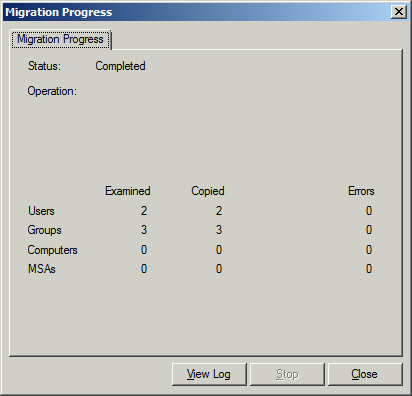 Migration Progress
Migration Progress
Status: Completed
Operation:
Examined Copied Errors
Users 2 2 0
Groups 3 3 0
Computers 0 0 0
MSAs 0 0 0
View Log Stop Close